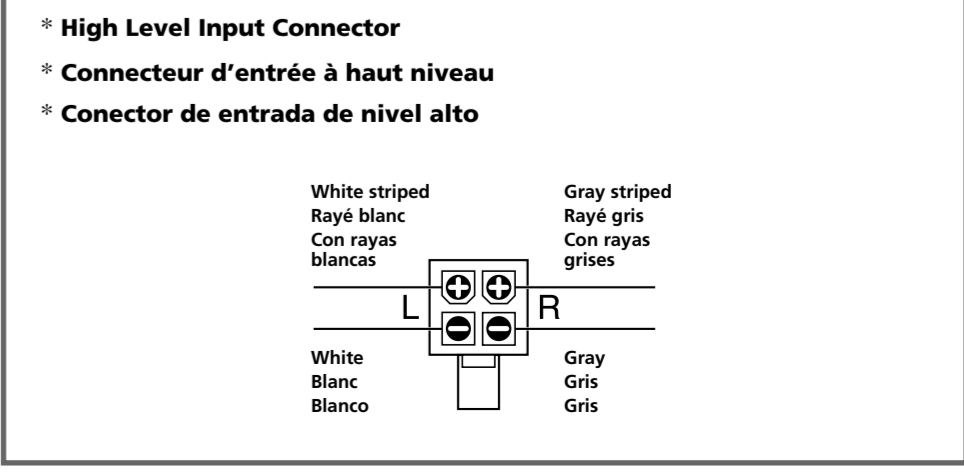 * High Level Input Connector
* Connecteur d’entrée à haut niveau
* Conector de entrada de nivel alto
White striped
Rayé blanc
Con rayas
blancas
Gray striped
Rayé gris
Con rayas
grises
L
R
White
Blanc
Blanco
Gray
Gris
Gris